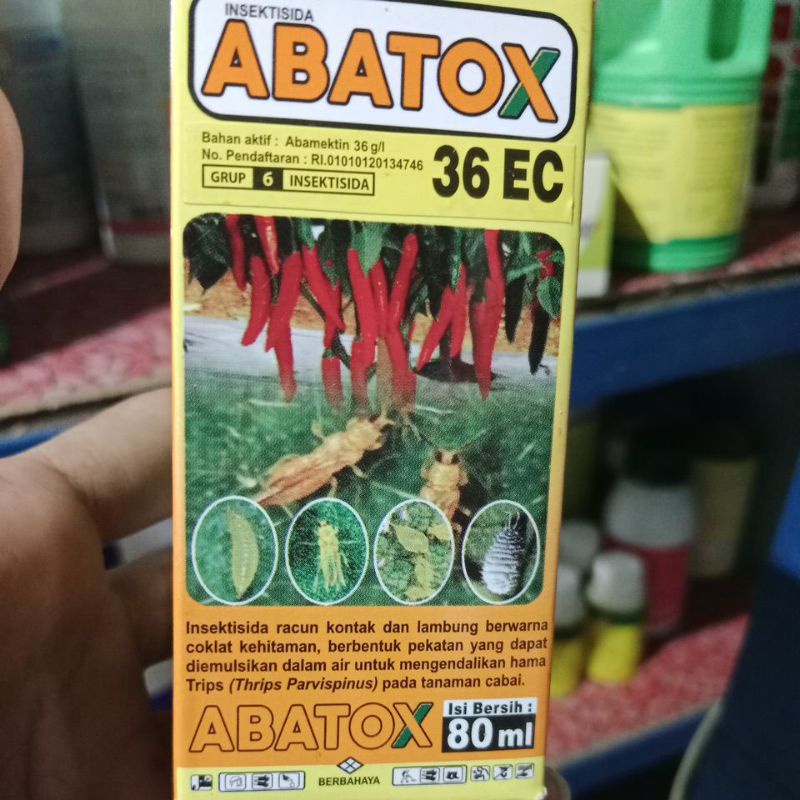 INSEKTISIDA
ABATOX
Bahan aktif : Abamektin 36 g/l
No. Pendaftaran : RI.01010120134746
GRUP 6 INSEKTISIDA
36 EC
Insektisida racun kontak dan lambung berwarna
coklat kehitaman, berbentuk pekatan yang dapat
diemulsikan dalam air untuk mengendalikan hama
Trips (Thrips Parvispinus) pada tanaman cabai.
ABATOX
Isi Bersih :
80 ml
BERBAHAYA